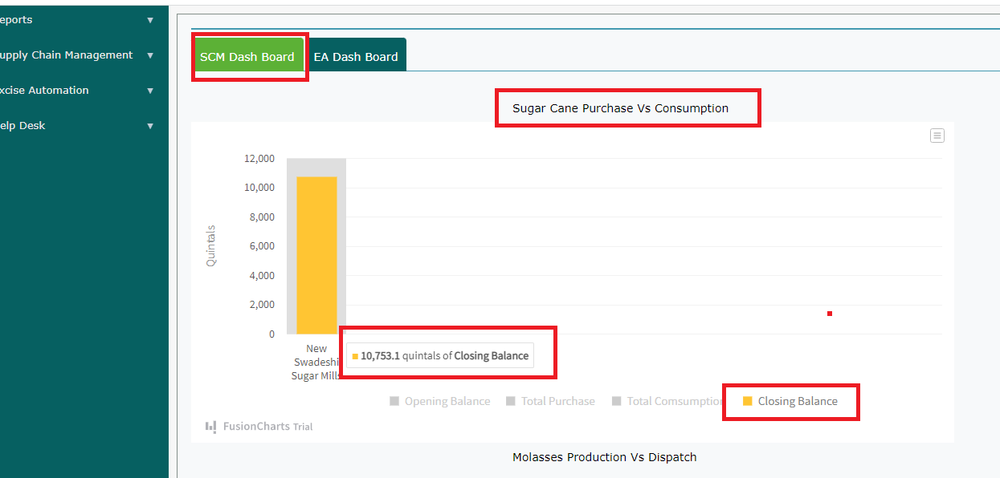 eports ▼
SCM Dash Board EA Dash Board
upply Chain Management ▼
xcise Automation ▼
Sugar Cane Purchase Vs Consumption
elp Desk ▼
12,000
10,000
8,000
6,000
4,000
2,000
0
Quintals
New
Swadeshi
Sugar Mills
10,753.1 quintals of Closing Balance
Opening Balance Total Purchase Total Comsumption Closing Balance
FusionCharts Trial
Molasses Production Vs Dispatch